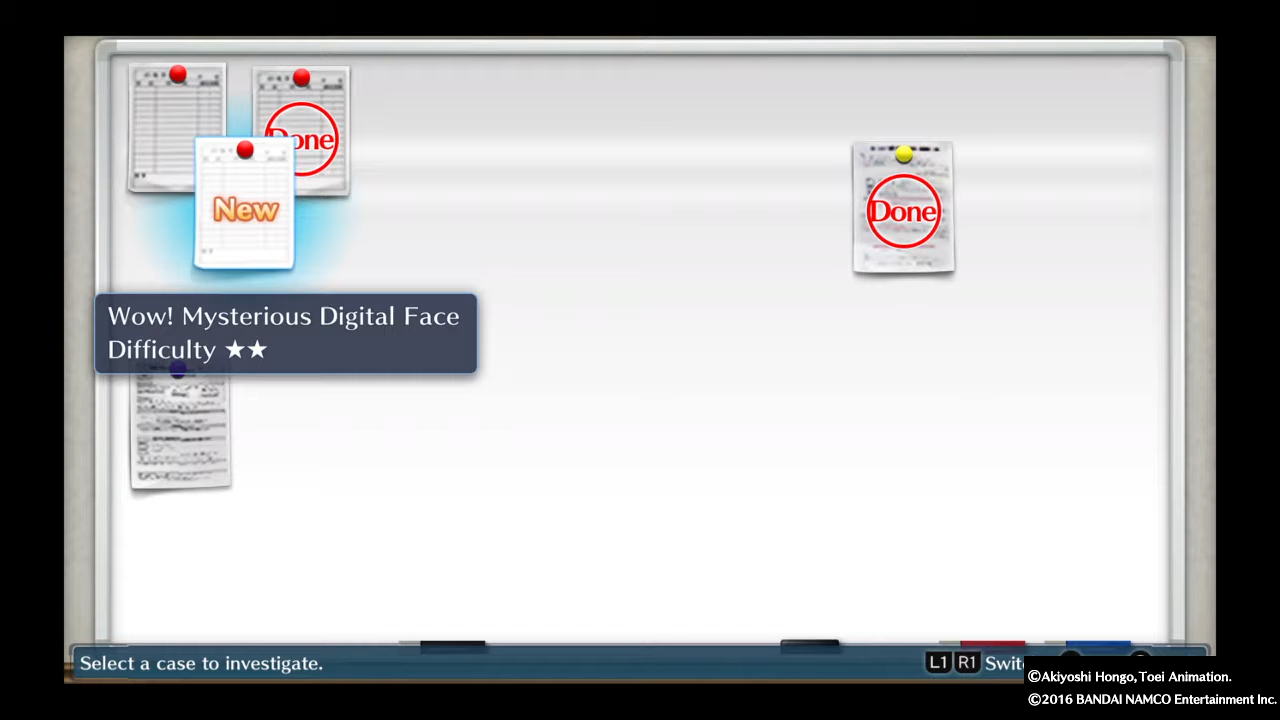 Done
New
Done
Wow! Mysterious Digital Face
Difficulty ★★
Select a case to investigate.
L1 R1
©Akiyoshi Hongo, Toei Animation.
©2016 BANDAI NAMCO Entertainment Inc.